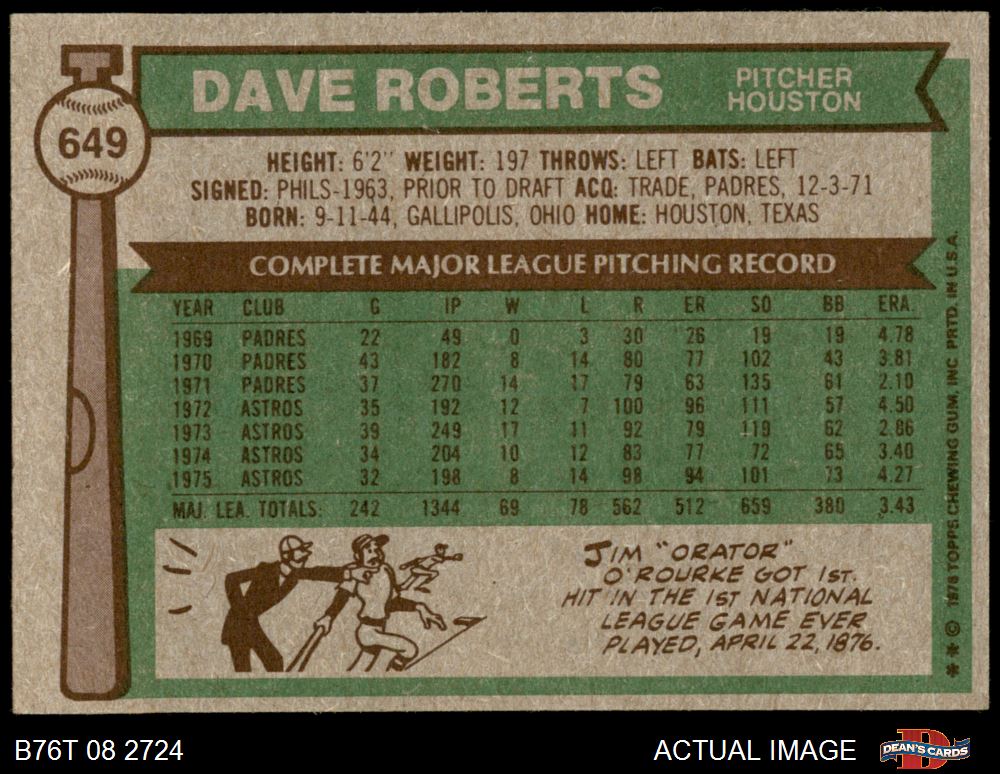 649
DAVE ROBERTS
PITCHER
HOUSTON
HEIGHT: 6'2" WEIGHT: 197 THROWS: LEFT BATS: LEFT
SIGNED: PHILS-1963, PRIOR TO DRAFT ACQ: TRADE, PADRES, 12-3-71
BORN: 9-11-44, GALLIPOLIS, OHIO HOME: HOUSTON, TEXAS
COMPLETE MAJOR LEAGUE PITCHING RECORD
YEAR CLUB G IP W L R ER SO BB ERA.
1969 PADRES 22 49 0 3 30 26 19 19 4.78
1970 PADRES 43 182 8 14 80 77 102 43 3.81
1971 PADRES 37 270 14 17 79 63 135 61 2.10
1972 ASTROS 35 192 12 7 100 96 111 57 4.50
1973 ASTROS 39 249 17 11 92 79 119 62 2.86
1974 ASTROS 34 204 10 12 83 77 72 65 3.40
1975 ASTROS 32 198 8 14 98 94 101 73 4.27
MAJ. LEA. TOTALS: 242 1344 69 78 562 512 659 380 3.43
JIM "ORATOR"
O'ROURKE GOT 1ST.
HIT IN THE 1ST NATIONAL
LEAGUE GAME EVER
PLAYED, APRIL 22, 1876.
** © 1976 TOPPS CHEWING GUM, INC PRTD. IN U.S.A.
B76T 08 2724
ACTUAL IMAGE
DEAN'S CARDS